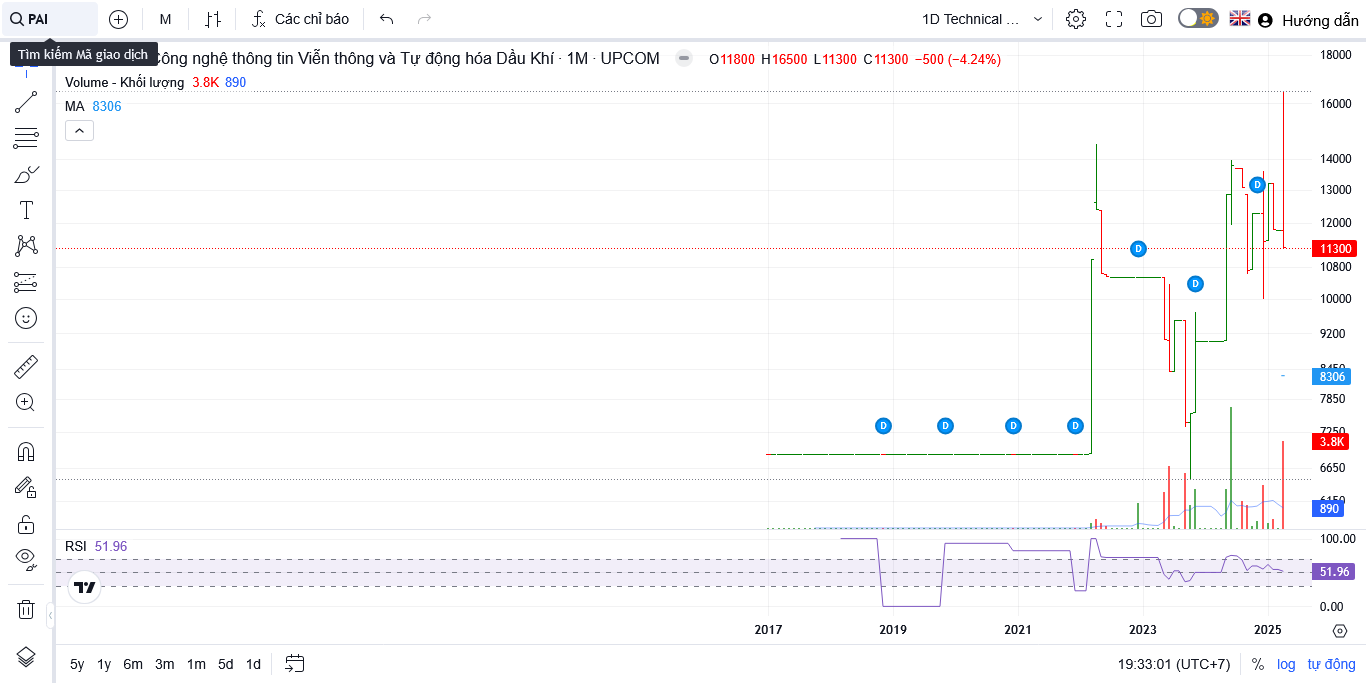 PAI
M
Các chỉ báo
1D Technical ...
Hướng dẫn
Tìm kiếm Mã giao dịch
Công nghệ thông tin Viễn thông và Tự động hóa Dầu Khí · 1M · UPCOM
O11800 H16500 L11300 C11300 −500 (−4.24%)
Volume - Khối lượng 3.8K 890
MA 8306
18000
16000
14000
13000
12000
11300
10800
10000
9200
8450
8306
7850
7250
3.8K
6650
6150
890
D
D
D
D
D
D
D
RSI 51.96
100.00
51.96
0.00
2017 2019 2021 2023 2025
5y 1y 6m 3m 1m 5d 1d
19:33:01 (UTC+7) % log tự động